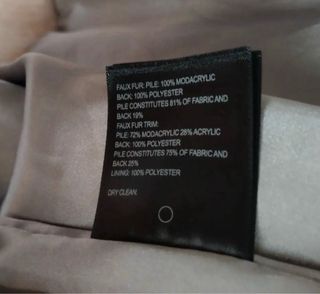 FAUX FUR: PILE: 100% MODACRYLIC
BACK: 100% POLYESTER
PILE CONSTITUTES 81% OF FABRIC AND
BACK 19%
FAUX FUR TRIM:
PILE: 72% MODACRYLIC 28% ACRYLIC
BACK: 100% POLYESTER
PILE CONSTITUTES 75% OF FABRIC AND
BACK 25%
LINING: 100% POLYESTER
DRY CLEAN.